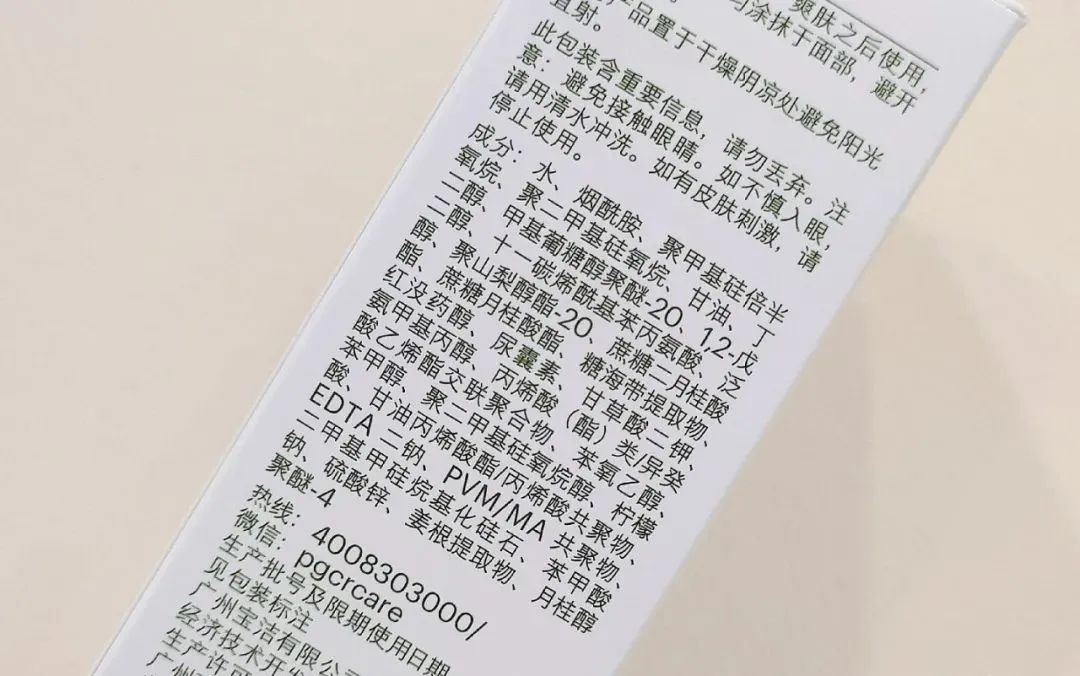 爽肤之后使用，
匀涂抹于面部，避开
产品置于干燥阴凉处避免阳光
直射。
此包装含重要信息，请勿丢弃。注
意：避免接触眼睛。如不慎入眼，
请用清水冲洗。如有皮肤刺激，请
停止使用。
成分：水、烟酰胺、聚甲基硅倍半
氧烷、聚二甲基硅氧烷、甘油、丁
二醇、甲基葡糖醇聚醚-20、1,2-戊
二醇、十一碳烯酰基苯丙氨酸、泛
醇、聚山梨醇酯-20、蔗糖二月桂酸
酯、蔗糖月桂酸酯、糖海带提取物、
红没药醇、尿囊素、甘草酸二钾、
氨甲基丙醇、丙烯酸（酯）类/异癸
酸乙烯酯交联聚合物、苯氧乙醇、
苯甲醇、聚二甲基硅氧烷醇、柠檬
酸、甘油丙烯酸酯/丙烯酸共聚物、
EDTA 二钠、PVM/MA 共聚物、
二甲基甲硅烷基化硅石、苯甲酸
钠、硫酸锌、姜根提取物、月桂醇
聚醚-4
热线：4008303000/
微信：pgcrcare
生产批号及限期使用日期
见包装标注
广州宝洁有限公司
经济技术开发
生产许可
广州